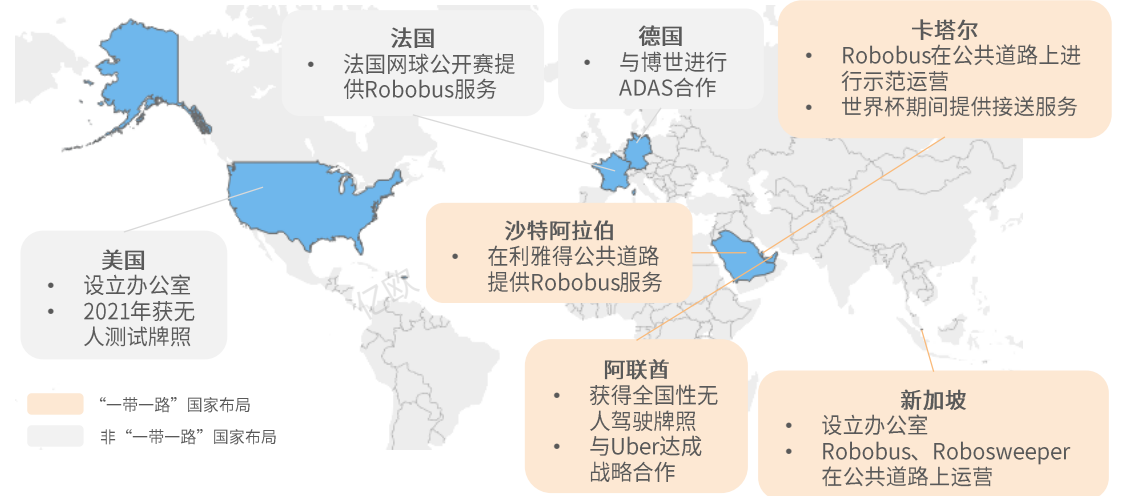 法国
• 法国网球公开赛提
供Robobus服务
德国
• 与博世进行
ADAS合作
卡塔尔
• Robobus在公共道路上进
行示范运营
• 世界杯期间提供接送服务
沙特阿拉伯
• 在利雅得公共道路
提供Robobus服务
美国
• 设立办公室
• 2021年获无
人测试牌照
亿欧
阿联酋
• 获得全国性无
人驾驶牌照
• 与Uber达成
战略合作
新加坡
• 设立办公室
• Robobus、Robosweeper
在公共道路上运营
“一带一路”国家布局
非“一带一路”国家布局